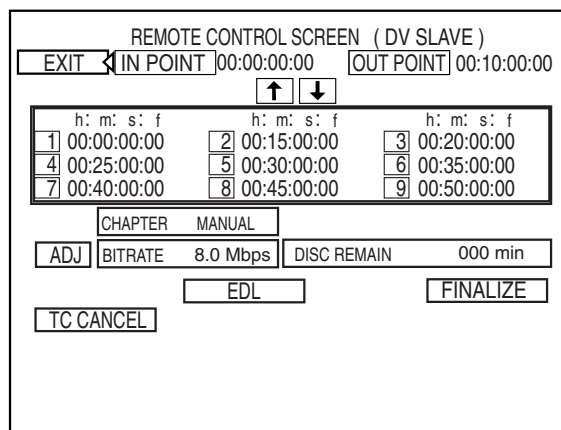 REMOTE CONTROL SCREEN ( DV SLAVE )
EXIT IN POINT 00:00:00:00 OUT POINT 00:10:00:00
↑ ↓
h: m: s: f h: m: s: f h: m: s: f
1 00:00:00:00 2 00:15:00:00 3 00:20:00:00
4 00:25:00:00 5 00:30:00:00 6 00:35:00:00
7 00:40:00:00 8 00:45:00:00 9 00:50:00:00
CHAPTER MANUAL
ADJ BITRATE 8.0 Mbps DISC REMAIN 000 min
EDL FINALIZE
TC CANCEL